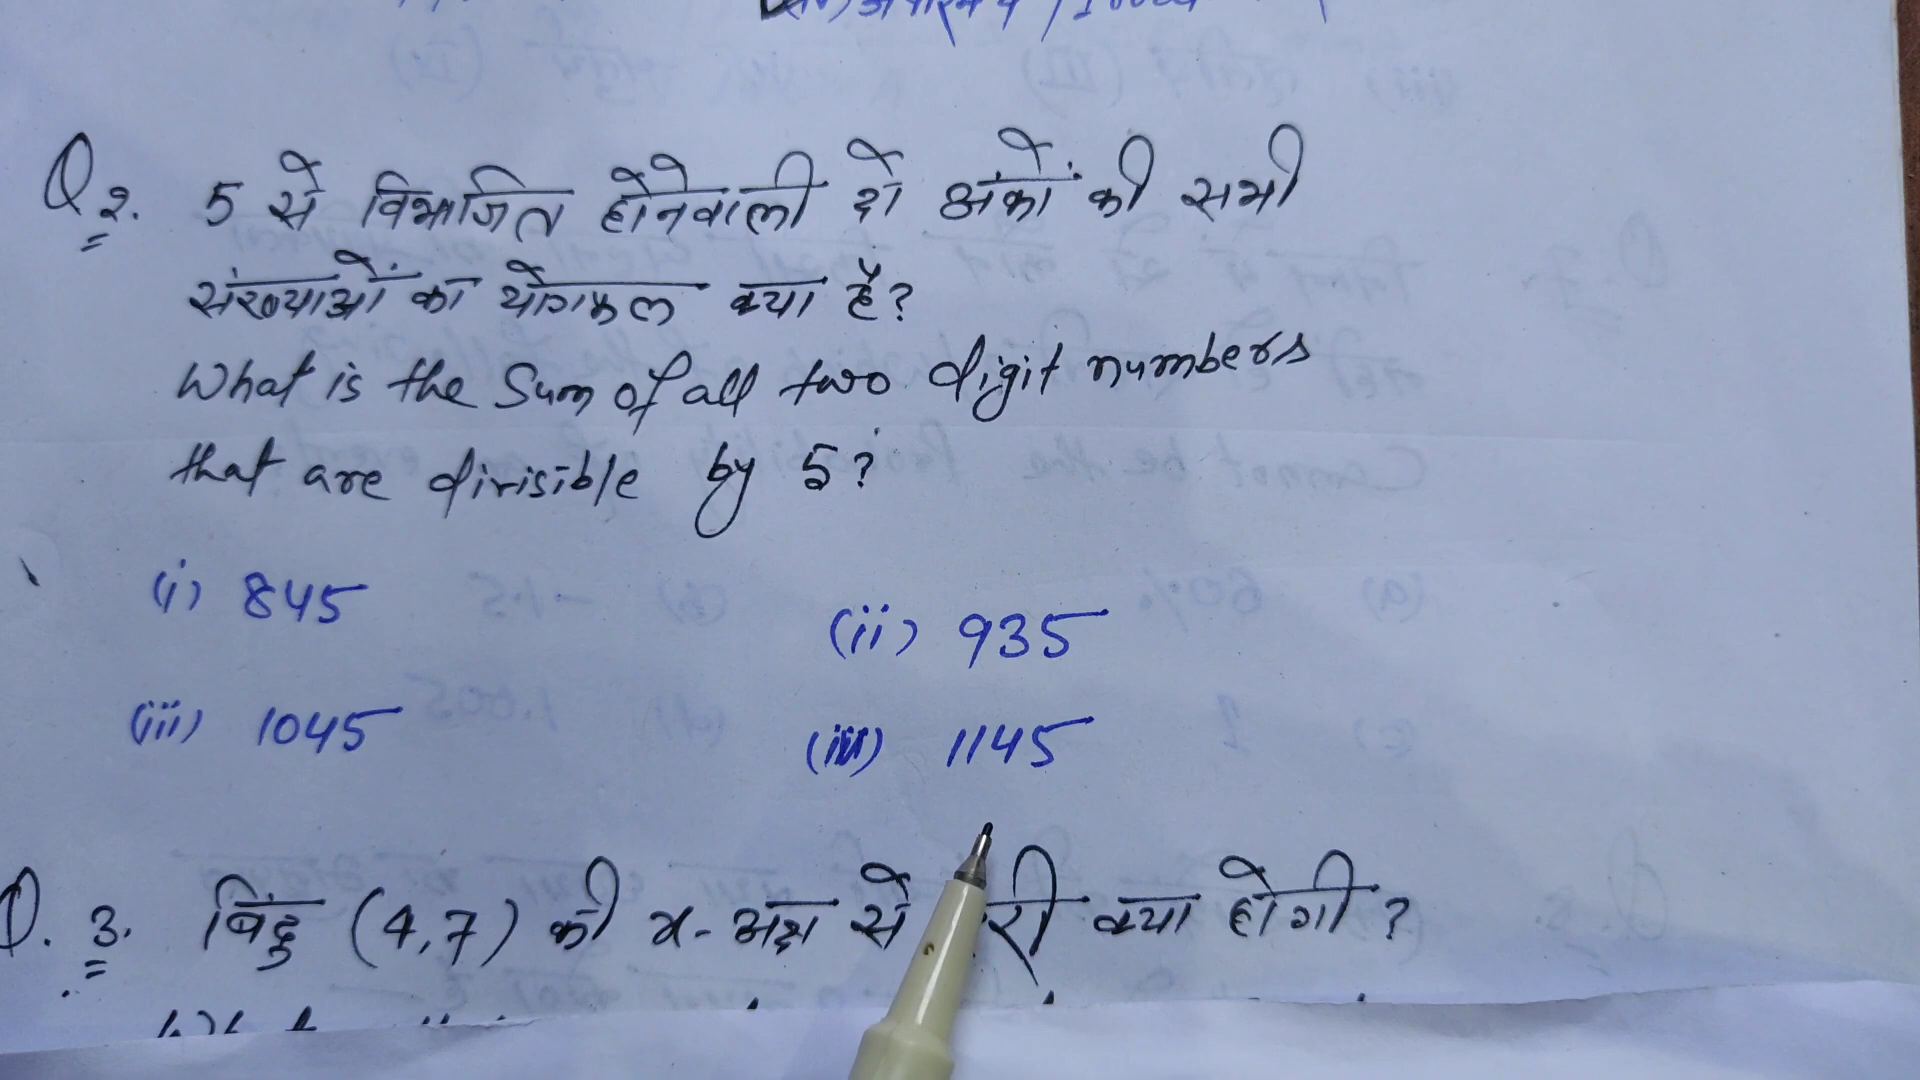 Q 2. 5 से विभाजित होनेवाली दो अंकों की सभी
संख्याओं का योगफल क्या है?
What is the Sum of all two digit numbers
that are divisible by 5?
(i) 845
(ii) 935
(iii) 1045
(iv) 1145
Q. 3. बिंदु (4,7) की x-अक्ष से क्या होगी?